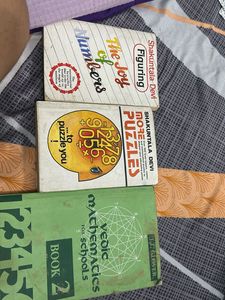 Shakuntala Devi
Figuring
The Joy
of
Numbers
SHAKUNTALA DEVI
MORE
PUZZLES
...to
puzzle you
!
VEDIC
mathematics
for schools
BOOK 2